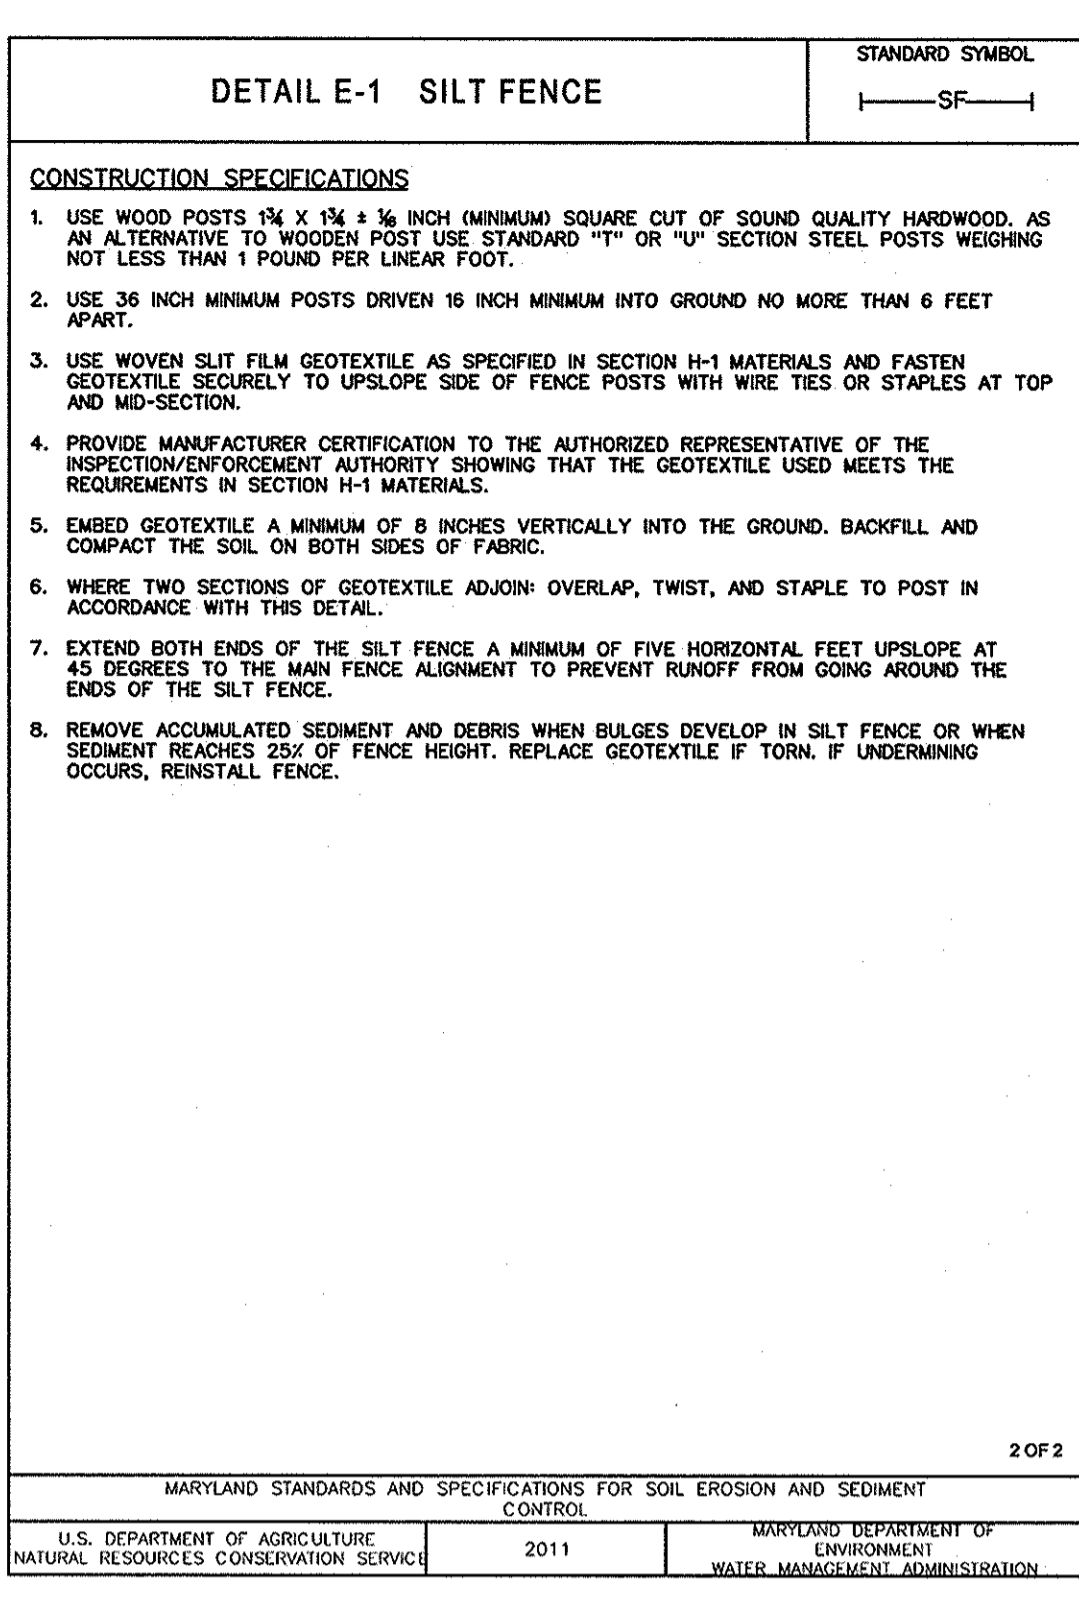 DETAIL E-1 SILT FENCE
STANDARD SYMBOL
SF
CONSTRUCTION SPECIFICATIONS
1. USE WOOD POSTS 1¾ X 1¾ ± ⅛ INCH (MINIMUM) SQUARE CUT OF SOUND QUALITY HARDWOOD. AS
AN ALTERNATIVE TO WOODEN POST USE STANDARD "T" OR "U" SECTION STEEL POSTS WEIGHING
NOT LESS THAN 1 POUND PER LINEAR FOOT.
2. USE 36 INCH MINIMUM POSTS DRIVEN 16 INCH MINIMUM INTO GROUND NO MORE THAN 6 FEET
APART.
3. USE WOVEN SLIT FILM GEOTEXTILE AS SPECIFIED IN SECTION H-1 MATERIALS AND FASTEN
GEOTEXTILE SECURELY TO UPSLOPE SIDE OF FENCE POSTS WITH WIRE TIES OR STAPLES AT TOP
AND MID-SECTION.
4. PROVIDE MANUFACTURER CERTIFICATION TO THE AUTHORIZED REPRESENTATIVE OF THE
INSPECTION/ENFORCEMENT AUTHORITY SHOWING THAT THE GEOTEXTILE USED MEETS THE
REQUIREMENTS IN SECTION H-1 MATERIALS.
5. EMBED GEOTEXTILE A MINIMUM OF 8 INCHES VERTICALLY INTO THE GROUND. BACKFILL AND
COMPACT THE SOIL ON BOTH SIDES OF FABRIC.
6. WHERE TWO SECTIONS OF GEOTEXTILE ADJOIN: OVERLAP, TWIST, AND STAPLE TO POST IN
ACCORDANCE WITH THIS DETAIL.
7. EXTEND BOTH ENDS OF THE SILT FENCE A MINIMUM OF FIVE HORIZONTAL FEET UPSLOPE AT
45 DEGREES TO THE MAIN FENCE ALIGNMENT TO PREVENT RUNOFF FROM GOING AROUND THE
ENDS OF THE SILT FENCE.
8. REMOVE ACCUMULATED SEDIMENT AND DEBRIS WHEN BULGES DEVELOP IN SILT FENCE OR WHEN
SEDIMENT REACHES 25% OF FENCE HEIGHT. REPLACE GEOTEXTILE IF TORN. IF UNDERMINING
OCCURS, REINSTALL FENCE.
2 OF 2
MARYLAND STANDARDS AND SPECIFICATIONS FOR SOIL EROSION AND SEDIMENT
CONTROL
U.S. DEPARTMENT OF AGRICULTURE
NATURAL RESOURCES CONSERVATION SERVICE
2011
MARYLAND DEPARTMENT OF
ENVIRONMENT
WATER MANAGEMENT ADMINISTRATION